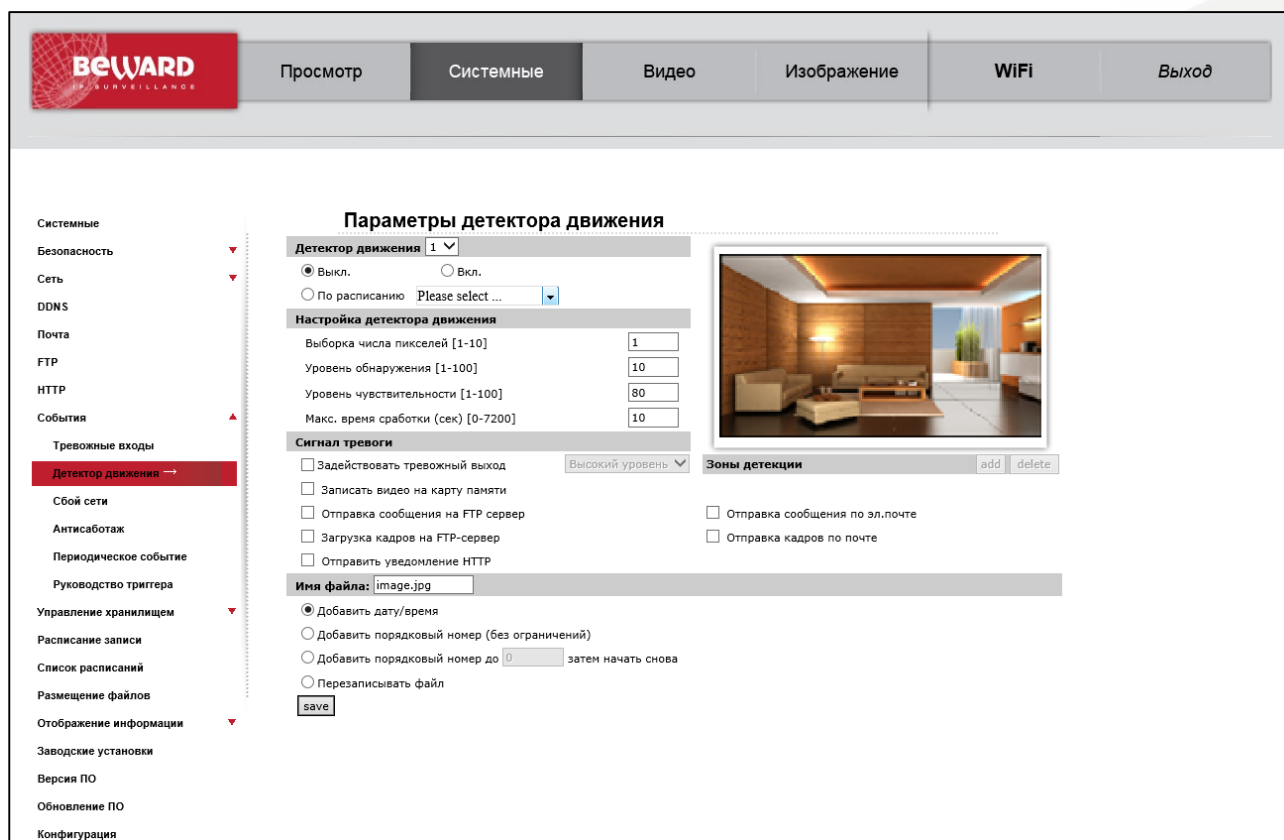 BEWARD
IP SURVEILLANCE
Просмотр
Системные
Видео
Изображение
WiFi
Выход
Системные
Безопасность
Сеть
DDNS
Почта
FTP
HTTP
События
Тревожные входы
Детектор движения →
Сбой сети
Антисаботаж
Периодическое событие
Руководство триггера
Управление хранилищем
Расписание записи
Список расписаний
Размещение файлов
Отображение информации
Заводские установки
Версия ПО
Обновление ПО
Конфигурация
Параметры детектора движения
Детектор движения 1
Выкл. Вкл.
По расписанию Please select ...
Настройка детектора движения
Выборка числа пикселей [1-10] 1
Уровень обнаружения [1-100] 10
Уровень чувствительности [1-100] 80
Макс. время сработки (сек) [0-7200] 10
Сигнал тревоги
Задействовать тревожный выход Высокий уровень
Зоны детекции add delete
Записать видео на карту памяти
Отправка сообщения на FTP сервер Отправка сообщения по эл.почте
Загрузка кадров на FTP-сервер Отправка кадров по почте
Отправить уведомление HTTP
Имя файла: image.jpg
Добавить дату/время
Добавить порядковый номер (без ограничений)
Добавить порядковый номер до 0 затем начать снова
Перезаписывать файл
save